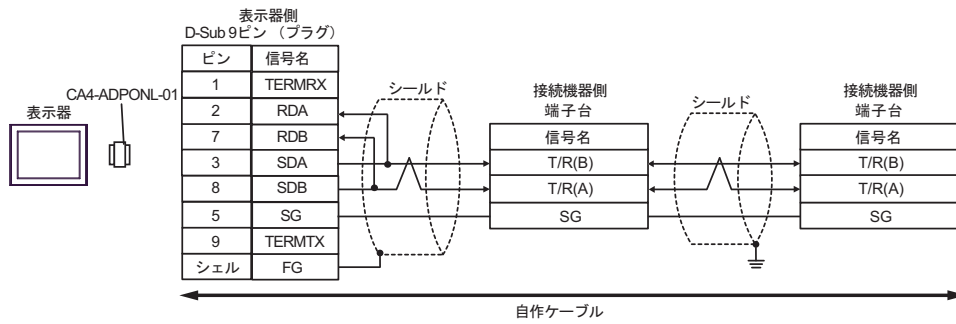 表示器側
D-Sub 9ピン （プラグ）
ピン 信号名
1 TERMRX
2 RDA
7 RDB
3 SDA
8 SDB
5 SG
9 TERMTX
シェル FG
CA4-ADPONL-01
表示器
シールド
接続機器側
端子台
信号名
T/R(B)
T/R(A)
SG
シールド
接続機器側
端子台
信号名
T/R(B)
T/R(A)
SG
自作ケーブル